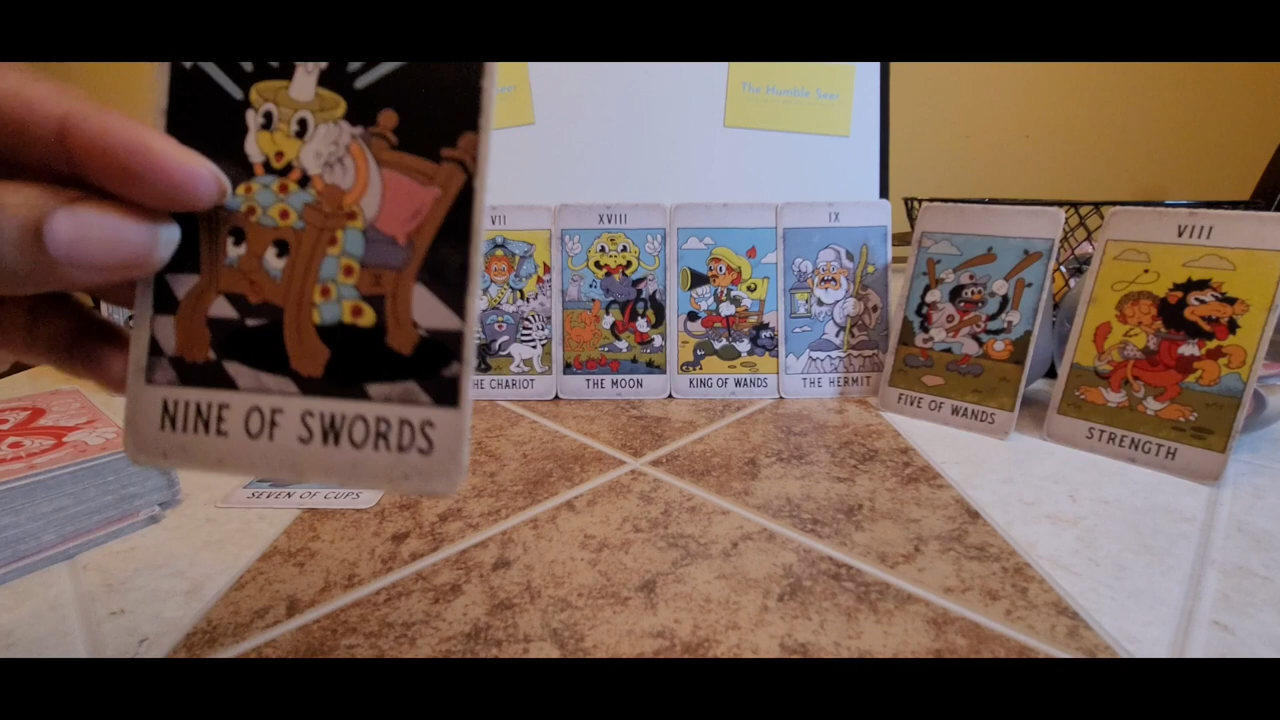 The Humble Seer
VII
XVIII
IX
VIII
THE CHARIOT
THE MOON
KING OF WANDS
THE HERMIT
FIVE OF WANDS
STRENGTH
NINE OF SWORDS
SEVEN OF CUPS